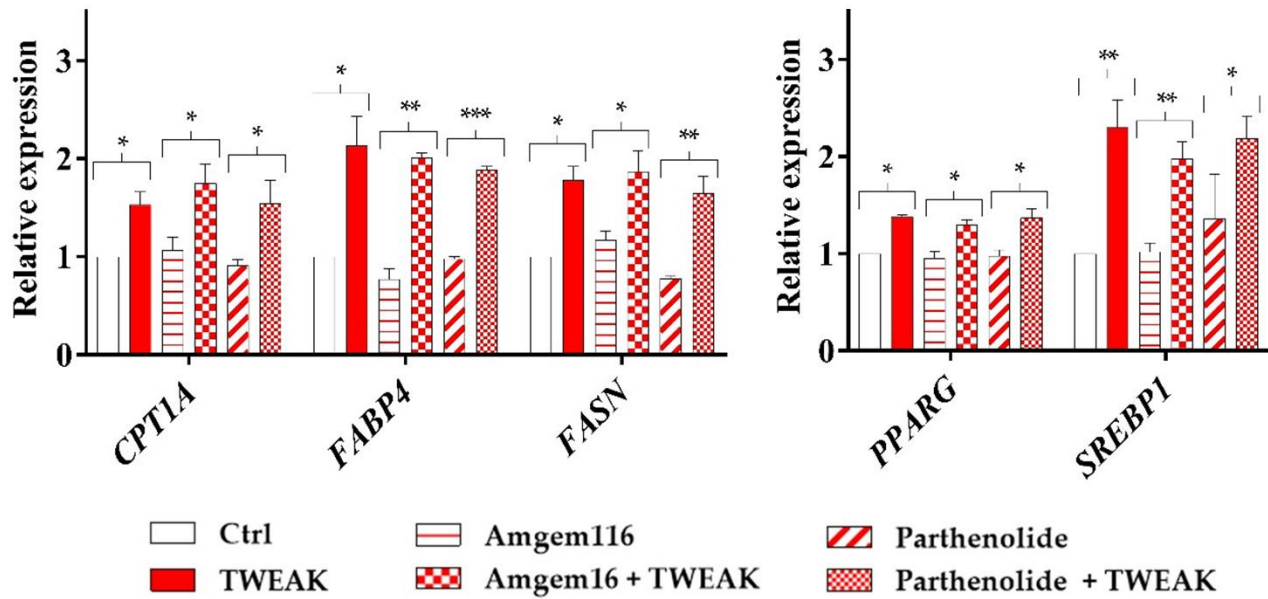 Relative expression
3
2
1
0
* * * * ** *** * * **
CPT1A
FABP4
FASN
Relative expression
3
2
1
0
* * * ** ** *
PPARG
SREBP1
Ctrl
TWEAK
Amgem116
Amgem16 + TWEAK
Parthenolide
Parthenolide + TWEAK